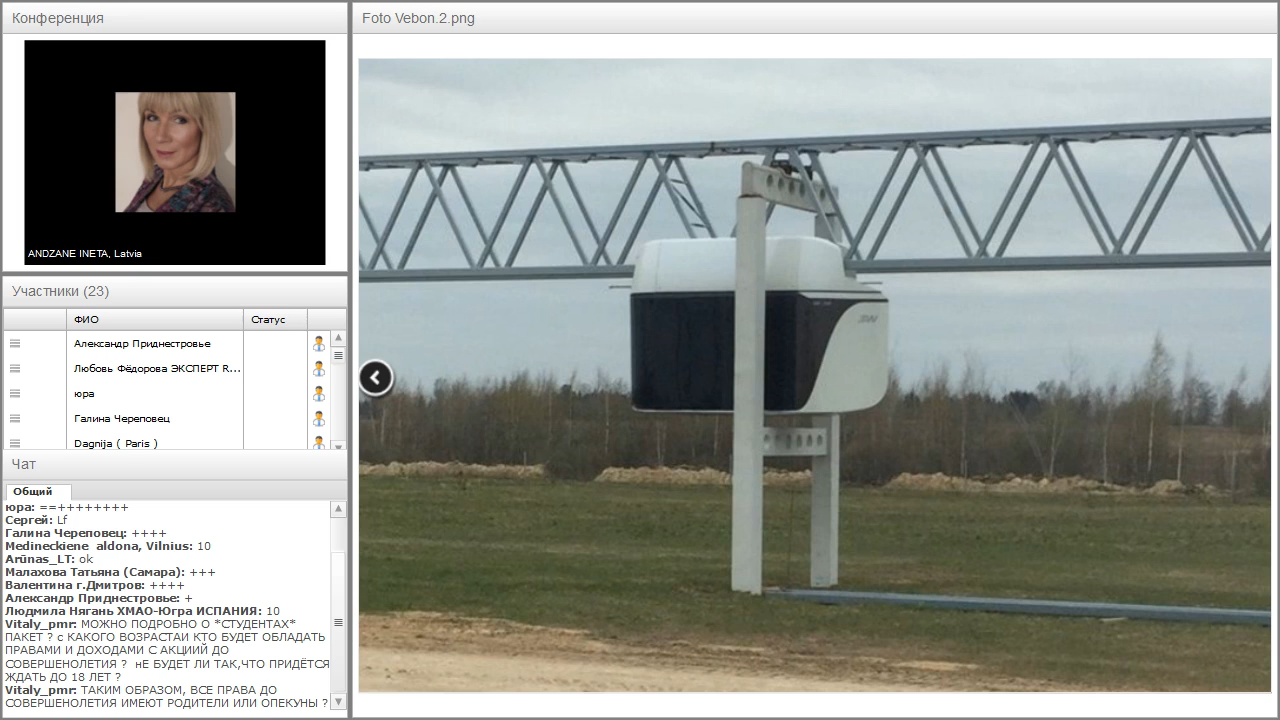 Конференция
ANDZANE INETA, Latvia
Участники (23)
ФИО
Статус
Александр Приднестровье
Любовь Фёдорова ЭКСПЕРТ R...
юра
Галина Череповец
Dagnija ( Paris )
Чат
Общий
юра: ==++++++++
Сергей: Lf
Галина Череповец: ++++
Medineckiene aldona, Vilnius: 10
Arūnas_LT: ok
Малахова Татьяна (Самара): +++
Валентина г.Дмитров: ++++
Александр Приднестровье: +
Людмила Нягань ХМАО-Югра ИСПАНИЯ: 10
Vitaly_pmr: МОЖНО ПОДРОБНО О *СТУДЕНТАХ*
ПАКЕТ ? с КАКОГО ВОЗРАСТАИ КТО БУДЕТ ОБЛАДАТЬ
ПРАВАМИ И ДОХОДАМИ С АКЦИИЙ ДО
СОВЕРШЕНОЛЕТИЯ ? нЕ БУДЕТ ЛИ ТАК,ЧТО ПРИДЁТСЯ
ЖДАТЬ ДО 18 ЛЕТ ?
Vitaly_pmr: ТАКИМ ОБРАЗОМ, ВСЕ ПРАВА ДО
СОВЕРШЕНОЛЕТИЯ ИМЕЮТ РОДИТЕЛИ ИЛИ ОПЕКУНЫ ?
Foto Vebon.2.png